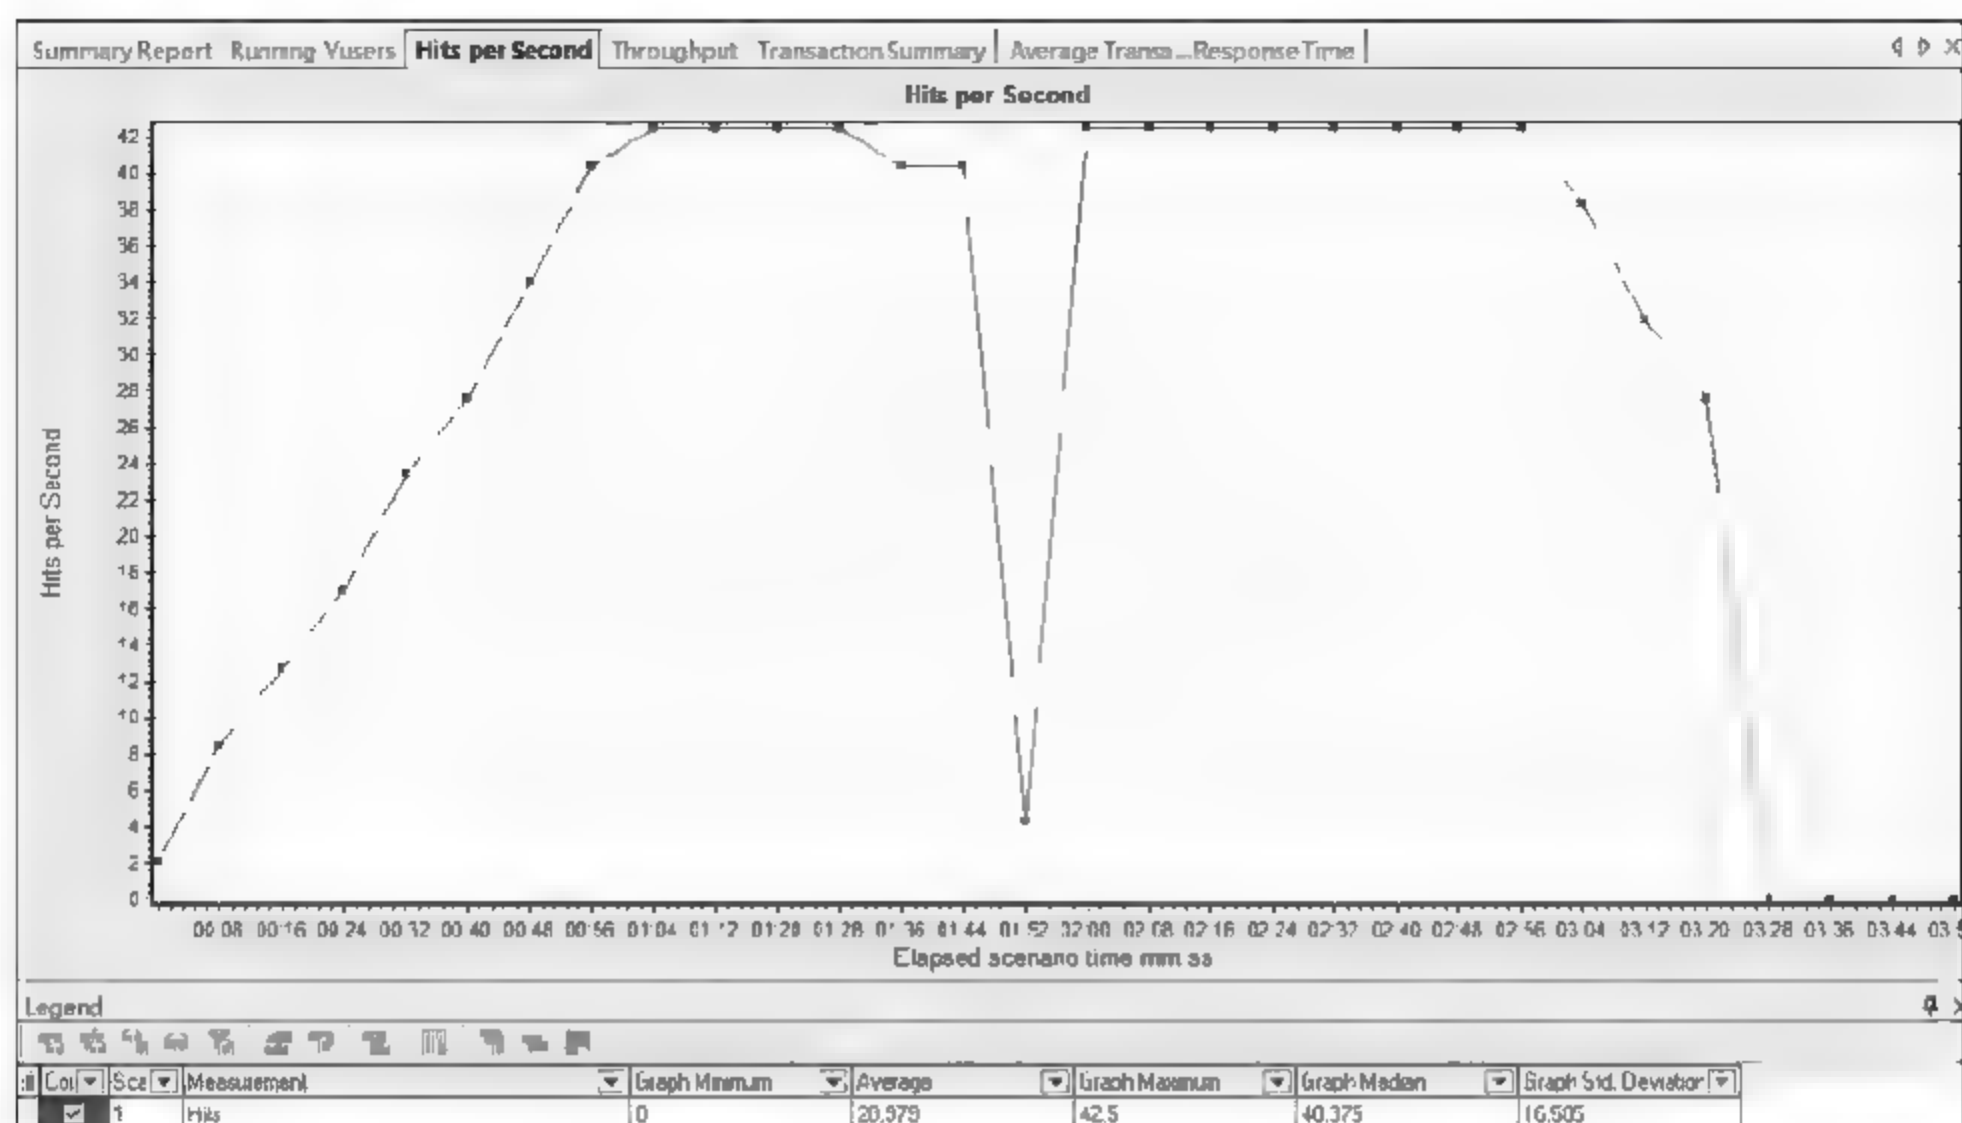 Summary Report Running Vusers Hits per Second Throughput Transaction Summary Average Transa...Response Time
Hits per Second
42
40
38
36
34
32
30
28
26
24
22
20
18
16
14
12
10
8
6
4
2
0
Hits per Second
00:08 00:16 00:24 00:32 00:40 00:48 00:56 01:04 01:12 01:20 01:28 01:36 01:44 01:52 02:00 02:08 02:16 02:24 02:32 02:40 02:48 02:56 03:04 03:12 03:20 03:28 03:36 03:44
Elapsed scenario time mm:ss
Legend
Col Sca Measurement Graph Minimum Average Graph Maximum Graph Median Graph Std. Deviation
1 Hits 0 20.979 42.5 40.375 16.505